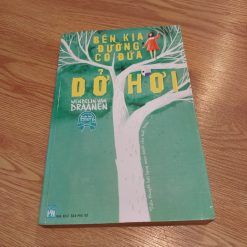 BÊN KIA
ĐƯỜNG
CÓ ĐỨA
DỞ HƠI
WENDELIN VAN
DRAANEN